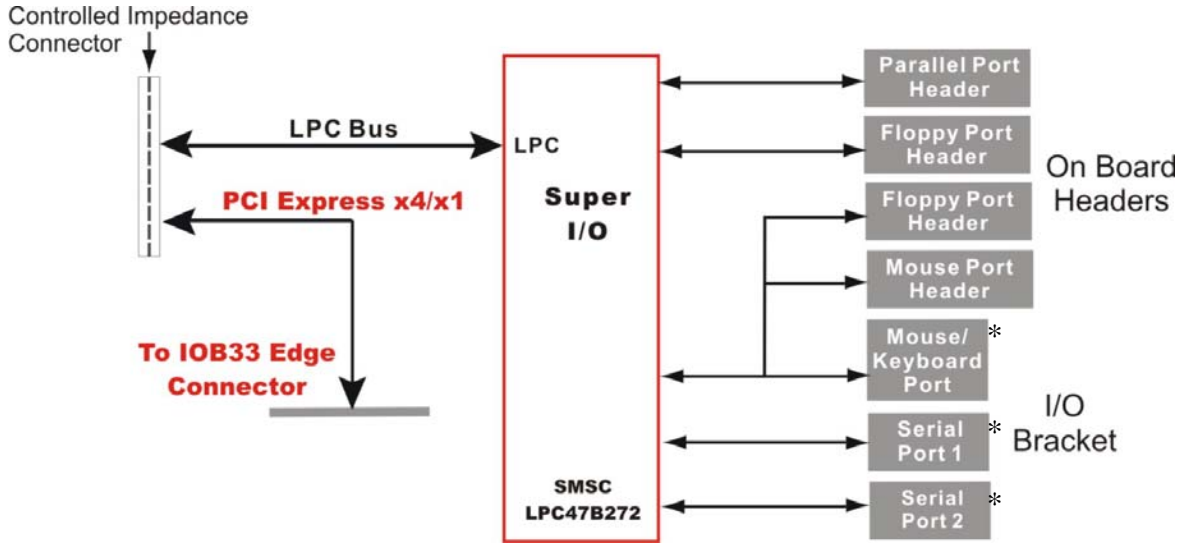 Controlled Impedance
Connector
LPC Bus
PCI Express x4/x1
To IOB33 Edge
Connector
LPC
Super
I/O
SMSC
LPC47B272
Parallel Port
Header
Floppy Port
Header
Floppy Port
Header
Mouse Port
Header
Mouse/ *
Keyboard
Port
Serial *
Port 1
Serial *
Port 2
On Board
Headers
I/O
Bracket